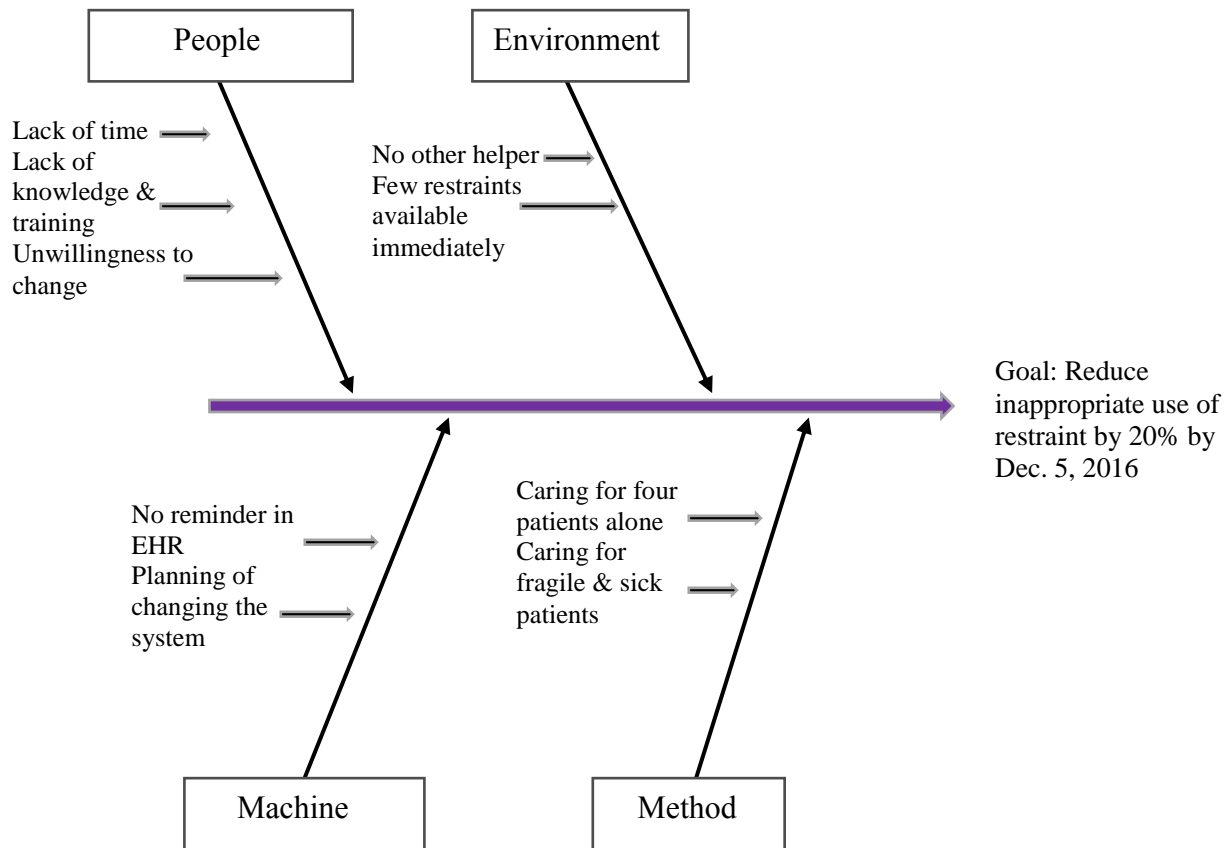 People
Environment
Lack of time
Lack of
knowledge &
training
Unwillingness to
change
No other helper
Few restraints
available
immediately
Goal: Reduce
inappropriate use of
restraint by 20% by
Dec. 5, 2016
No reminder in
EHR
Planning of
changing the
system
Caring for four
patients alone
Caring for
fragile & sick
patients
Machine
Method